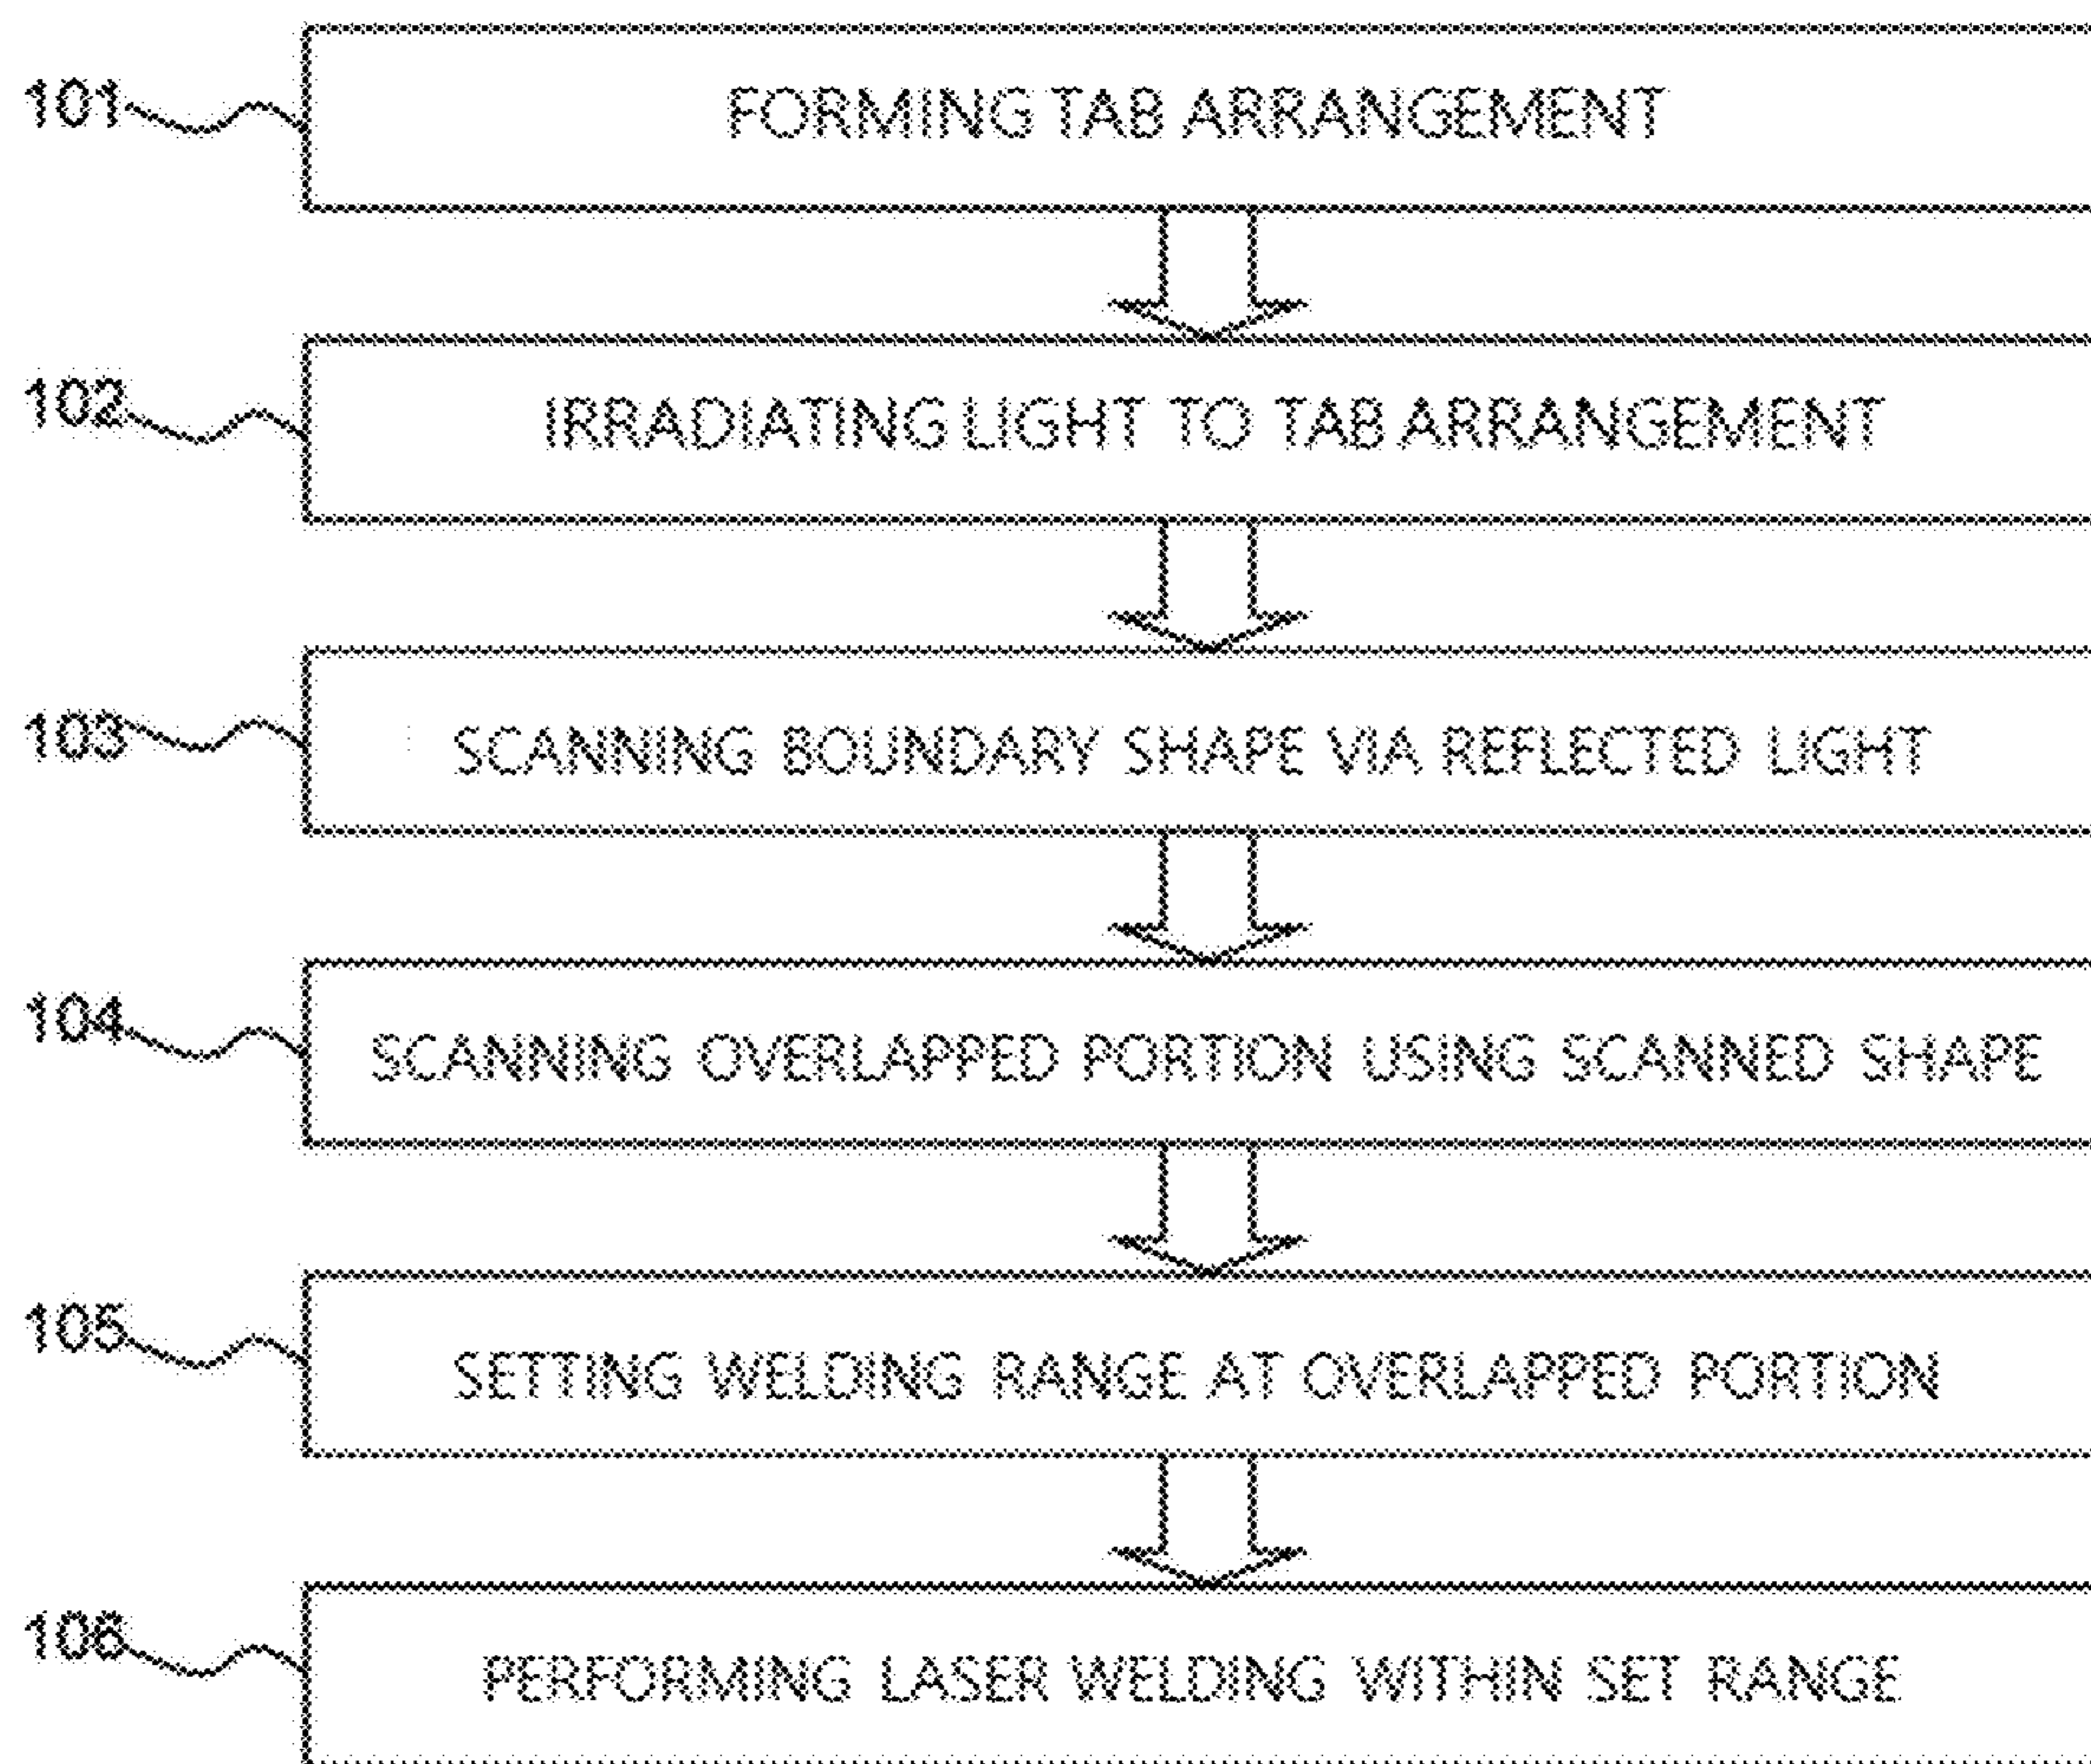 101
FORMING TAB ARRANGEMENT
102
IRRADIATING LIGHT TO TAB ARRANGEMENT
103
SCANNING BOUNDARY SHAPE VIA REFLECTED LIGHT
104
SCANNING OVERLAPPED PORTION USING SCANNED SHAPE
105
SETTING WELDING RANGE AT OVERLAPPED PORTION
106
PERFORMING LASER WELDING WITHIN SET RANGE